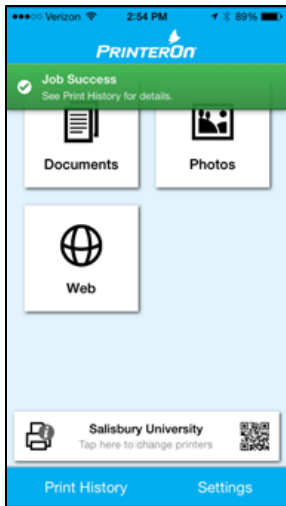 Verizon 2:54 PM 89%
PRINTERON
Job Success
See Print History for details.
Documents Photos
Web
Salisbury University
Tap here to change printers
Print History Settings